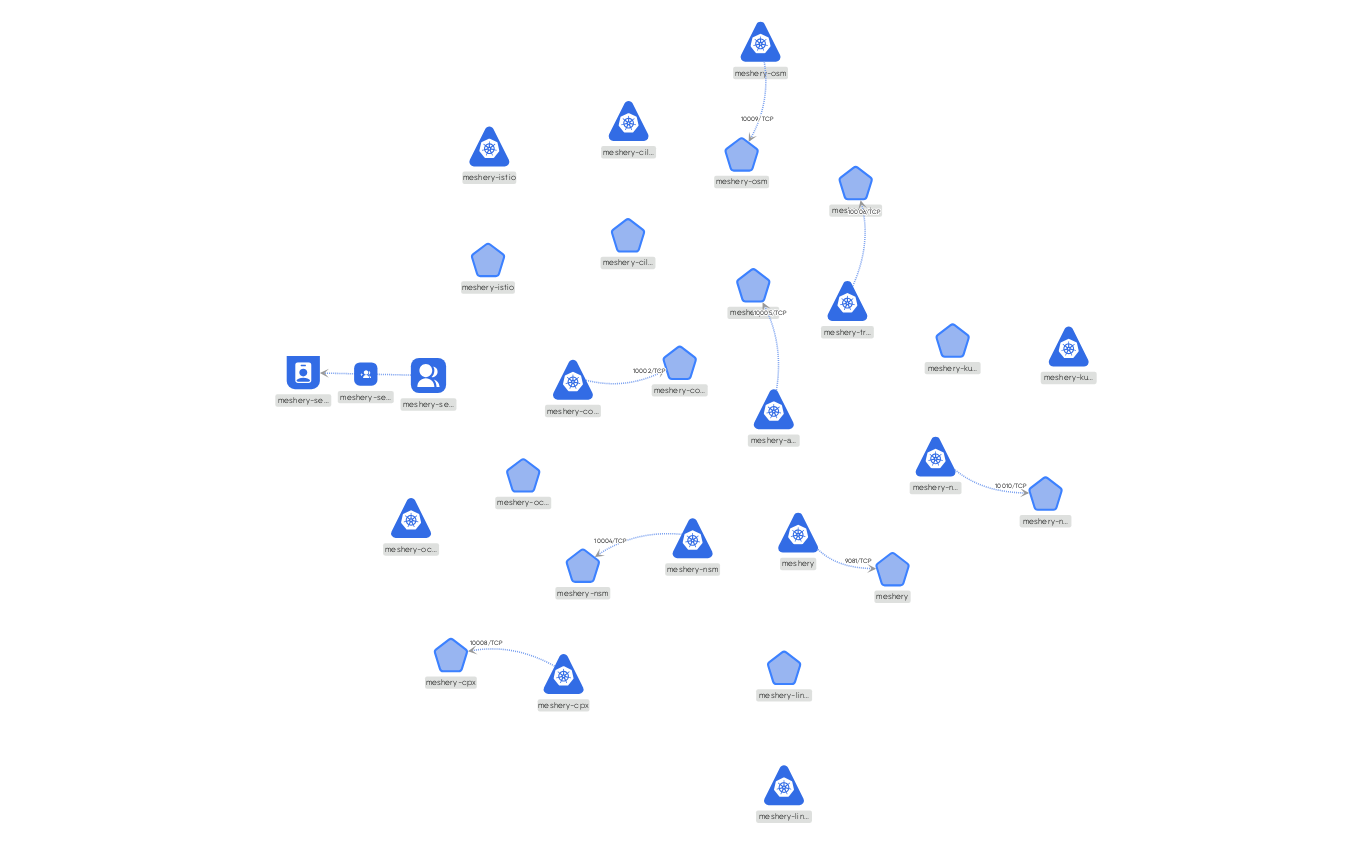 meshery-osm
10009/TCP
meshery-cil...
meshery-istio
meshery-osm
10006/TCP
meshery-cil...
meshery-istio
10005/TCP
meshery-tr...
meshery-ku...
meshery-ku...
10002/TCP
meshery-se...
meshery-se...
meshery-se...
meshery-co...
meshery-co...
meshery-a...
meshery-n...
10010/TCP
meshery-oc...
meshery-n...
meshery-oc...
10004/TCP
meshery-nsm
meshery
9081/TCP
meshery-nsm
meshery
10008/TCP
meshery-cpx
meshery-cpx
meshery-lin...
meshery-lin...